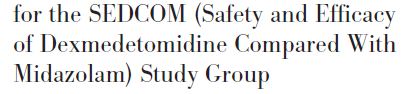 for the SEDCOM (Safety and Efficacy
of Dexmedetomidine Compared With
Midazolam) Study Group